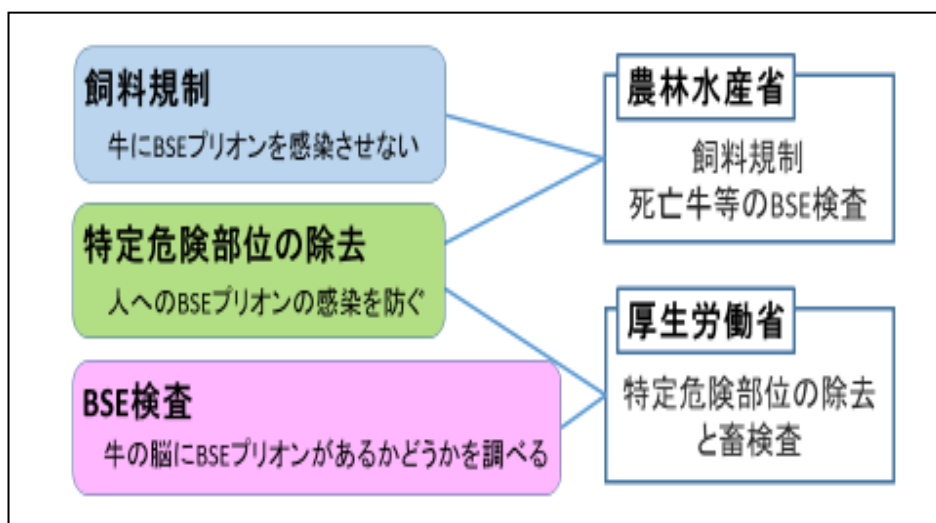 飼料規制
牛にBSEプリオンを感染させない
特定危険部位の除去
人へのBSEプリオンの感染を防ぐ
BSE検査
牛の脳にBSEプリオンがあるかどうかを調べる
農林水産省
飼料規制
死亡牛等のBSE検査
厚生労働省
特定危険部位の除去
と畜検査